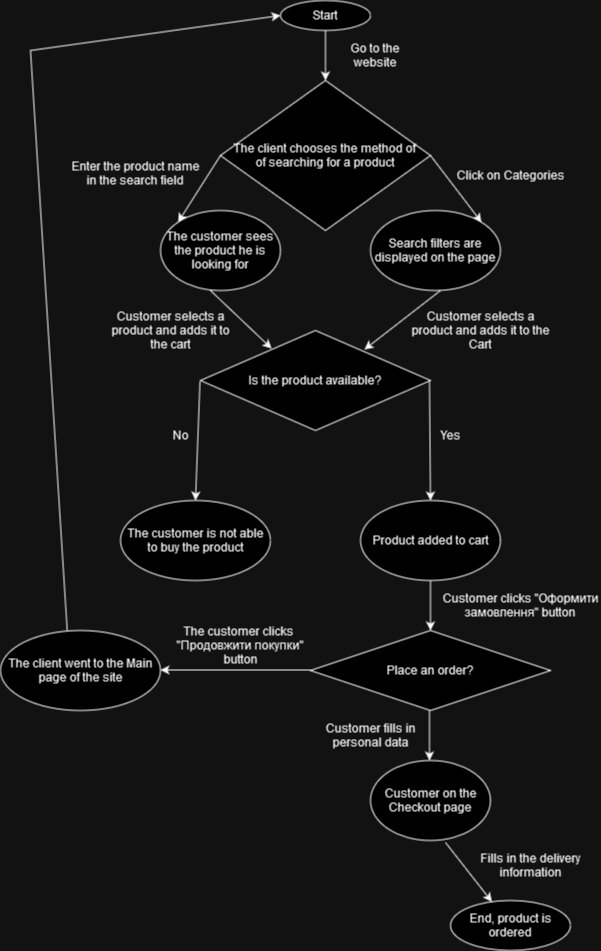 Start
Go to the
website
The client chooses the method of
of searching for a product
Enter the product name
in the search field
Click on Categories
The customer sees
the product he is
looking for
Search filters are
displayed on the page
Customer selects a
product and adds it to
the cart
Customer selects a
product and adds it to the
Cart
Is the product available?
No
Yes
The customer is not able
to buy the product
Product added to cart
Customer clicks "Оформити
замовлення" button
The customer clicks
"Продовжити покупки"
button
The client went to the Main
page of the site
Place an order?
Customer fills in
personal data
Customer on the
Checkout page
Fills in the delivery
information
End, product is
ordered